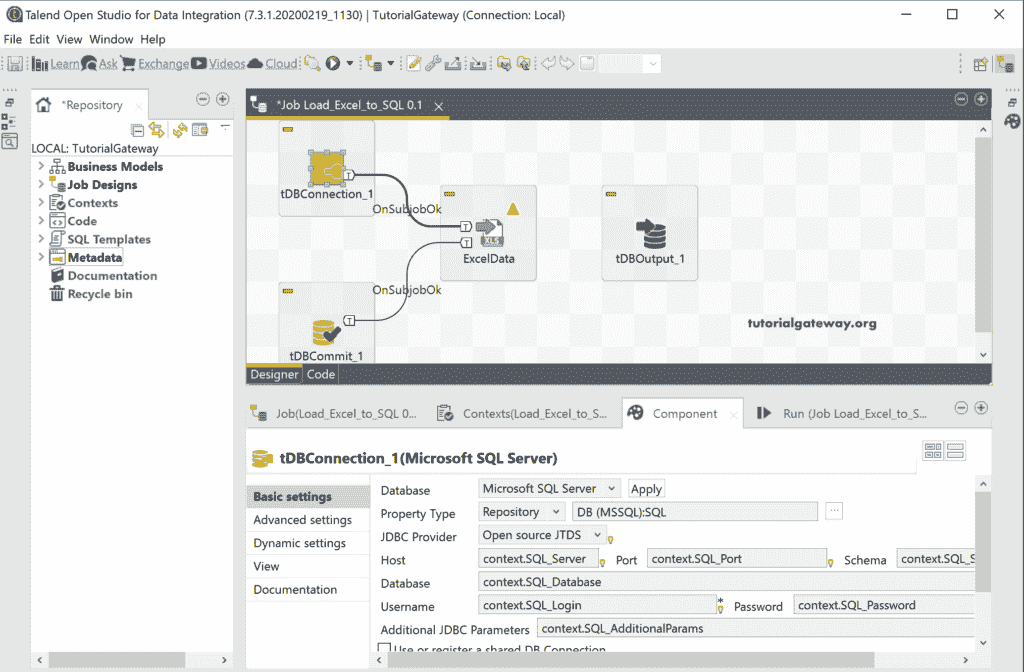 Talend Open Studio for Data Integration (7.3.1.20200219_1130) | TutorialGateway (Connection: Local)
File Edit View Window Help
Learn Ask Exchange Videos Cloud
*Repository
LOCAL: TutorialGateway
Business Models
Job Designs
Contexts
Code
SQL Templates
Metadata
Documentation
Recycle bin
*Job Load_Excel_to_SQL 0.1
T
tDBConnection_1
OnSubjobOk
T
T
XLS
ExcelData
tDBOutput_1
OnSubjobOk
T
tDBCommit_1
tutorialgateway.org
Designer Code
Job(Load_Excel_to_SQL 0... Contexts(Load_Excel_to_S... Component Run (Job Load_Excel_to_S...
tDBConnection_1(Microsoft SQL Server)
Basic settings
Advanced settings
Dynamic settings
View
Documentation
Database Microsoft SQL Server Apply
Property Type Repository DB (MSSQL):SQL ...
JDBC Provider Open source JTDS
Host context.SQL_Server Port context.SQL_Port Schema context.SQL_S
Database context.SQL_Database
Username context.SQL_Login * Password context.SQL_Password
Additional JDBC Parameters context.SQL_AdditionalParams
Use or register a shared DB Connection